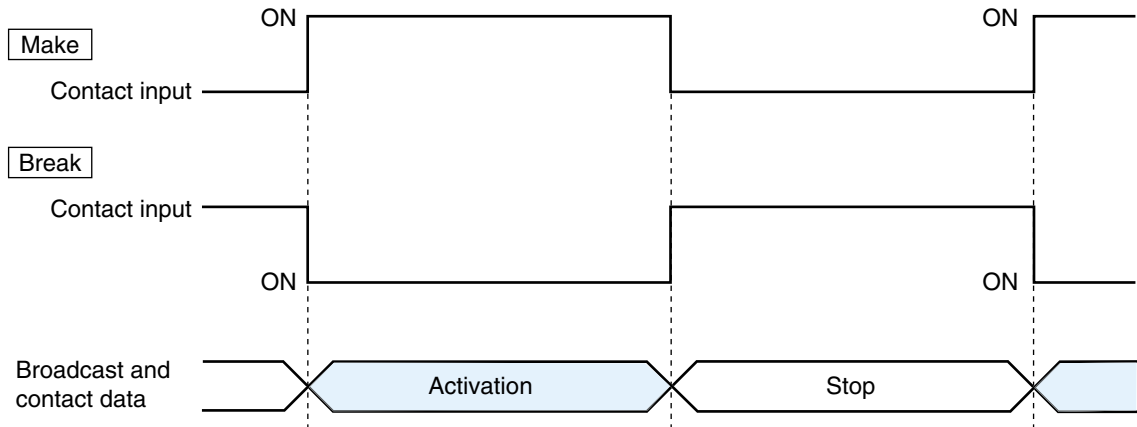 ON
ON
Make
Contact input
Break
Contact input
ON
ON
Broadcast and
contact data
Activation
Stop